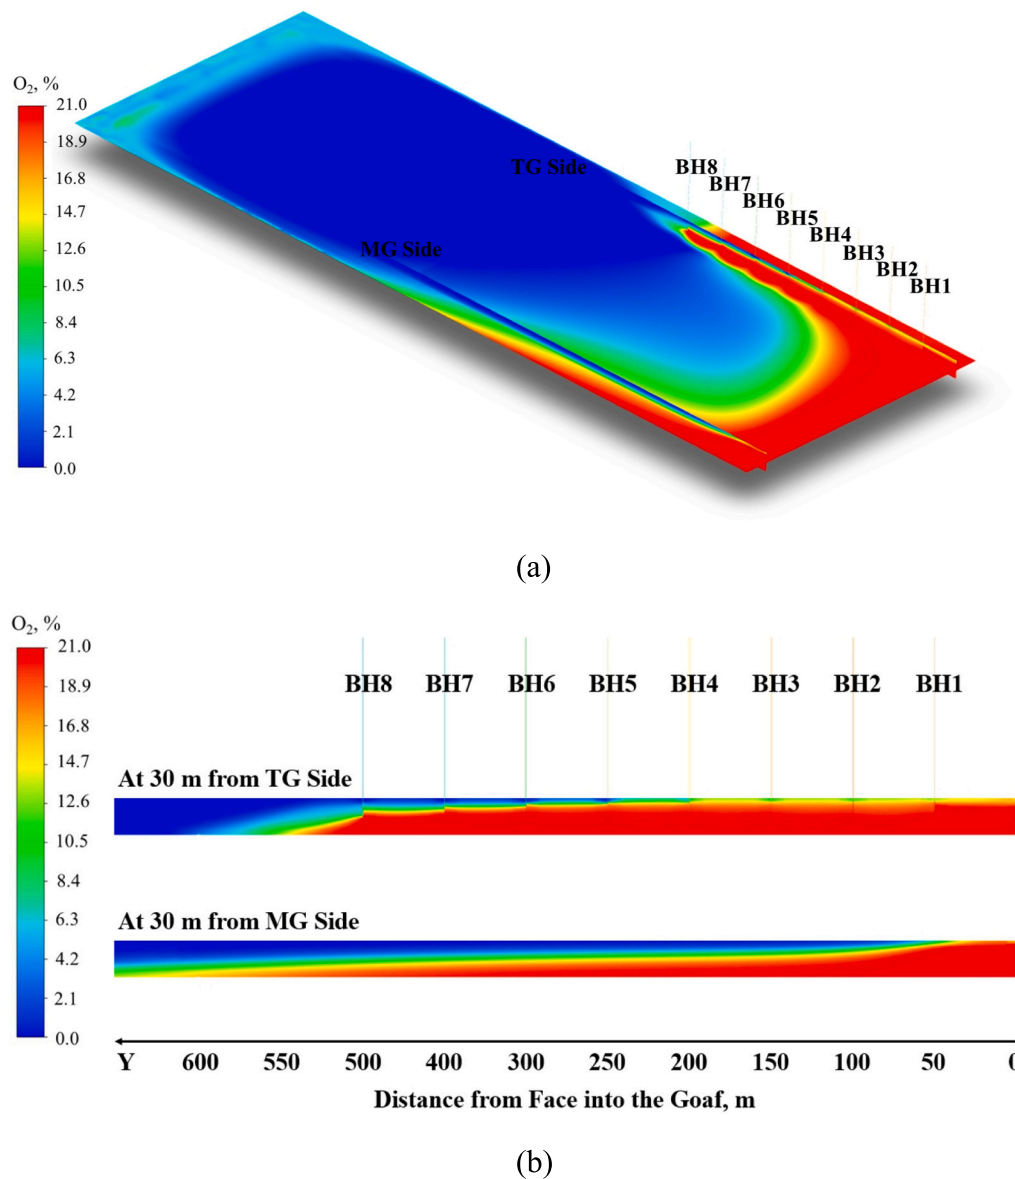 O₂, %
21.0
18.9
16.8
14.7
12.6
10.5
8.4
6.3
4.2
2.1
0.0
TG Side
MG Side
BH8
BH7
BH6
BH5
BH4
BH3
BH2
BH1
(a)
O₂, %
21.0
18.9
16.8
14.7
12.6
10.5
8.4
6.3
4.2
2.1
0.0
BH8 BH7 BH6 BH5 BH4 BH3 BH2 BH1
At 30 m from TG Side
At 30 m from MG Side
Y 600 550 500 400 300 250 200 150 100 50 0
Distance from Face into the Goaf, m
(b)